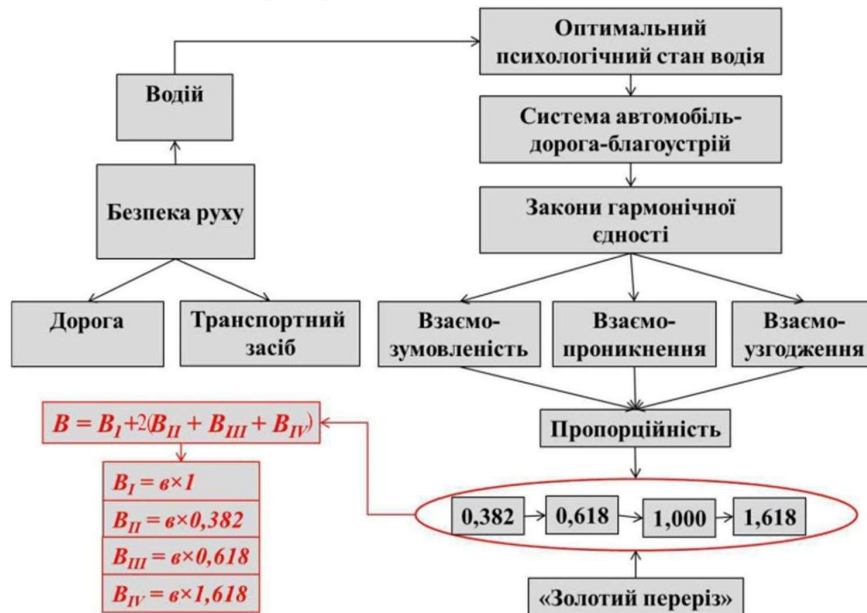 Оптимальний
психологічний стан водія
Водій
Система автомобіль-
дорога-благоустрій
Безпека руху
Закони гармонічної
єдності
Дорога
Транспортний
засіб
Взаємо-
зумовленість
Взаємо-
проникнення
Взаємо-
узгодження
B = B_I+2(B_II + B_III + B_IV)
Пропорційність
B_I = в×1
B_II = в×0,382
B_III = в×0,618
B_IV = в×1,618
0,382
0,618
1,000
1,618
«Золотий переріз»